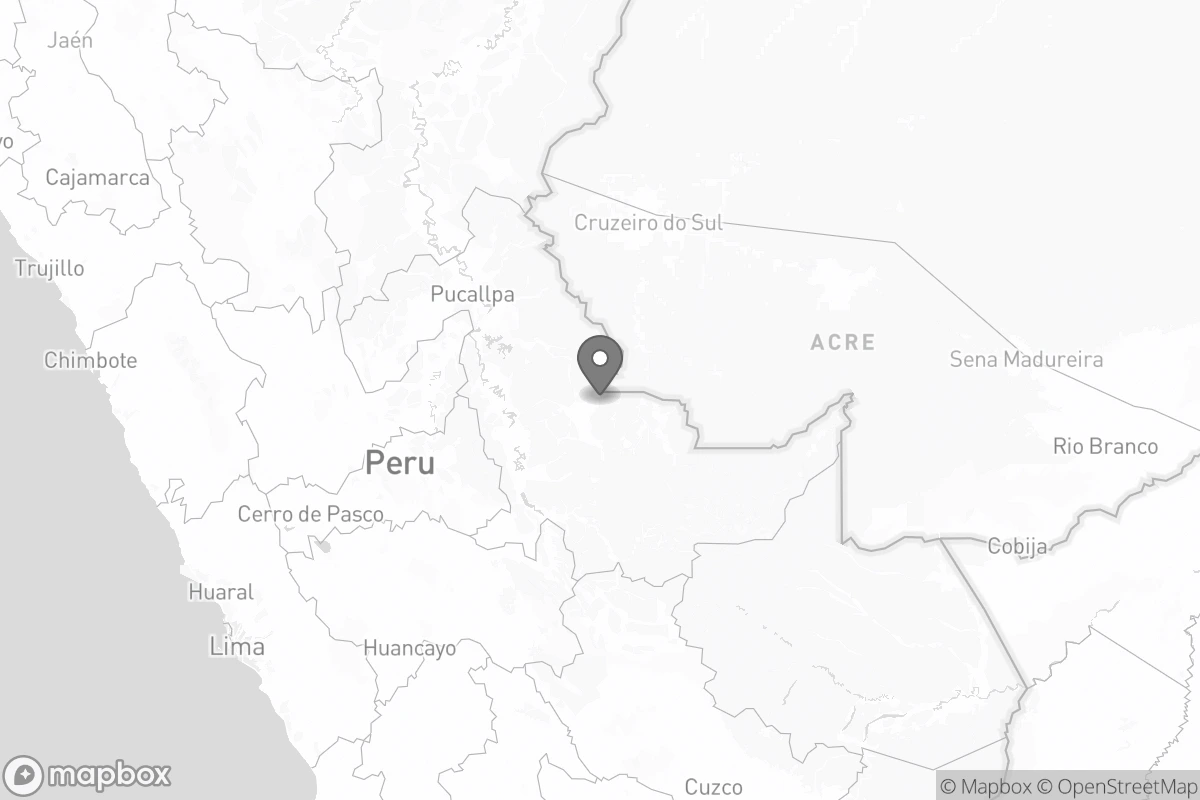 Jaén
Cajamarca
Cruzeiro do Sul
Trujillo
Pucallpa
ACRE
Chimbote
Sena Madureira
Rio Branco
Peru
Cerro de Pasco
Cobija
Huaral
Lima
Huancayo
Cuzco
mapbox
© Mapbox © OpenStreetMap